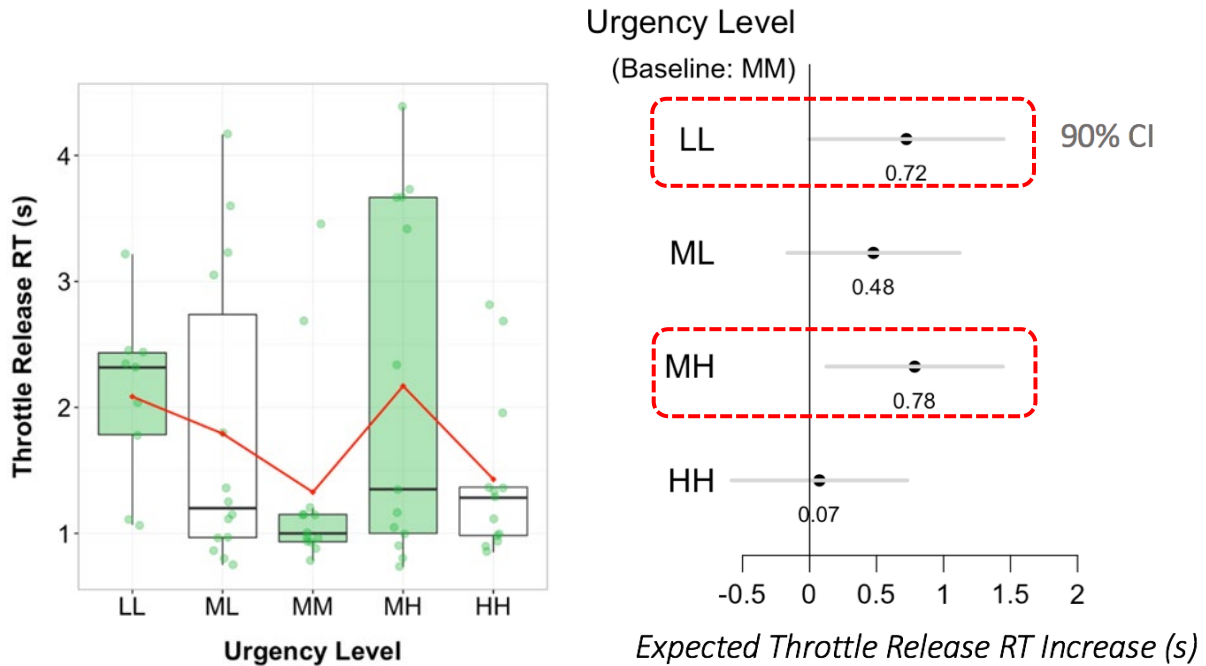 Throttle Release RT (s)
4
3
2
1
LL ML MM MH HH
Urgency Level
Urgency Level
(Baseline: MM)
LL
0.72
90% CI
ML
0.48
MH
0.78
HH
0.07
-0.5 0 0.5 1 1.5 2
Expected Throttle Release RT Increase (s)